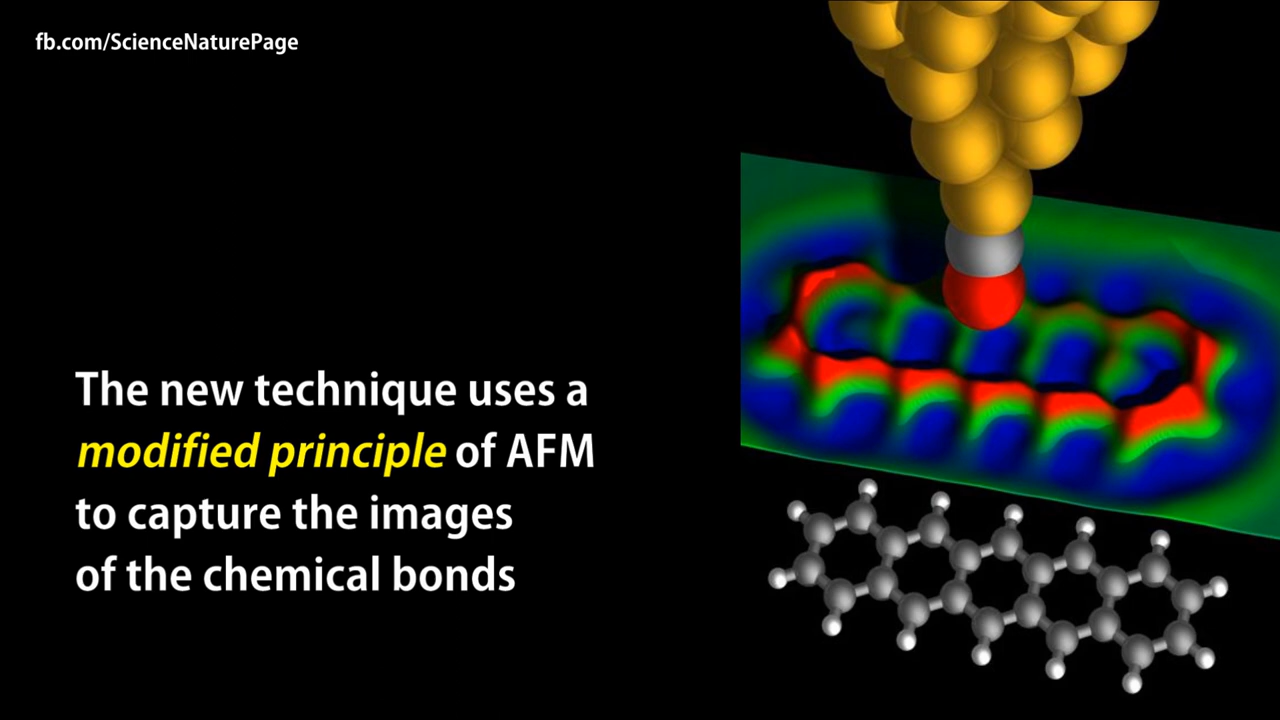 fb.com/ScienceNaturePage
The new technique uses a
modified principle of AFM
to capture the images
of the chemical bonds